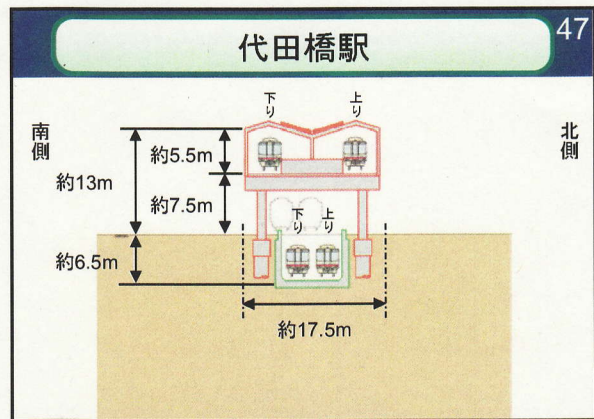 代田橋駅
47
南側
北側
下り
上り
約5.5m
約13m
約7.5m
下り
上り
約6.5m
約17.5m